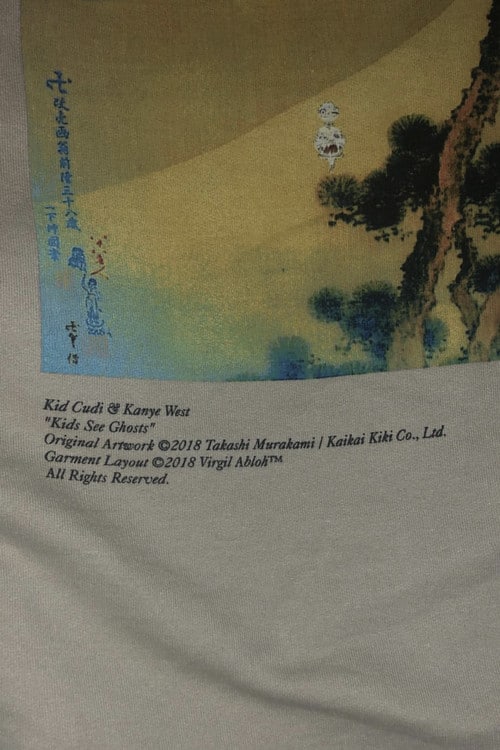 Kid Cudi & Kanye West
"Kids See Ghosts"
Original Artwork ©2018 Takashi Murakami | Kaikai Kiki Co., Ltd.
Garment Layout ©2018 Virgil Abloh™
All Rights Reserved.